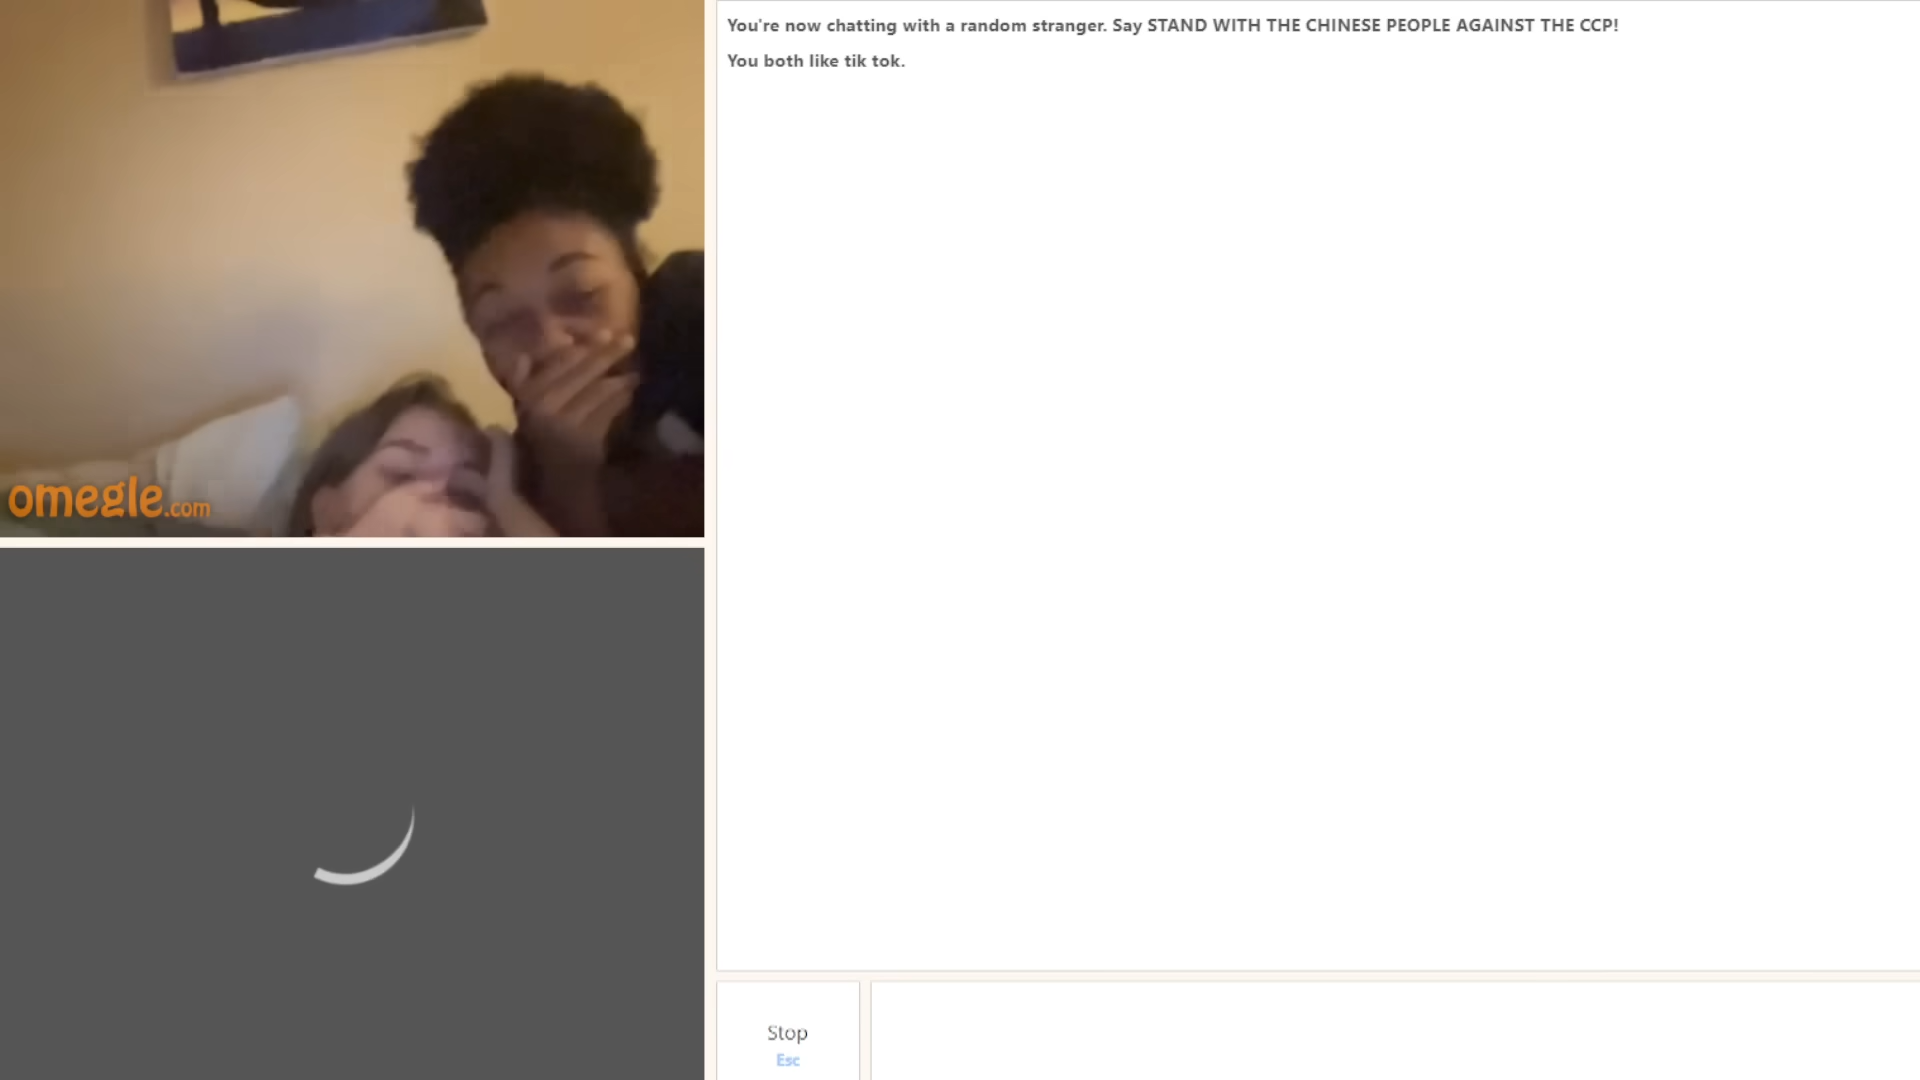 You're now chatting with a random stranger. Say STAND WITH THE CHINESE PEOPLE AGAINST THE CCP!
You both like tik tok.
omegle.com
Stop
Esc